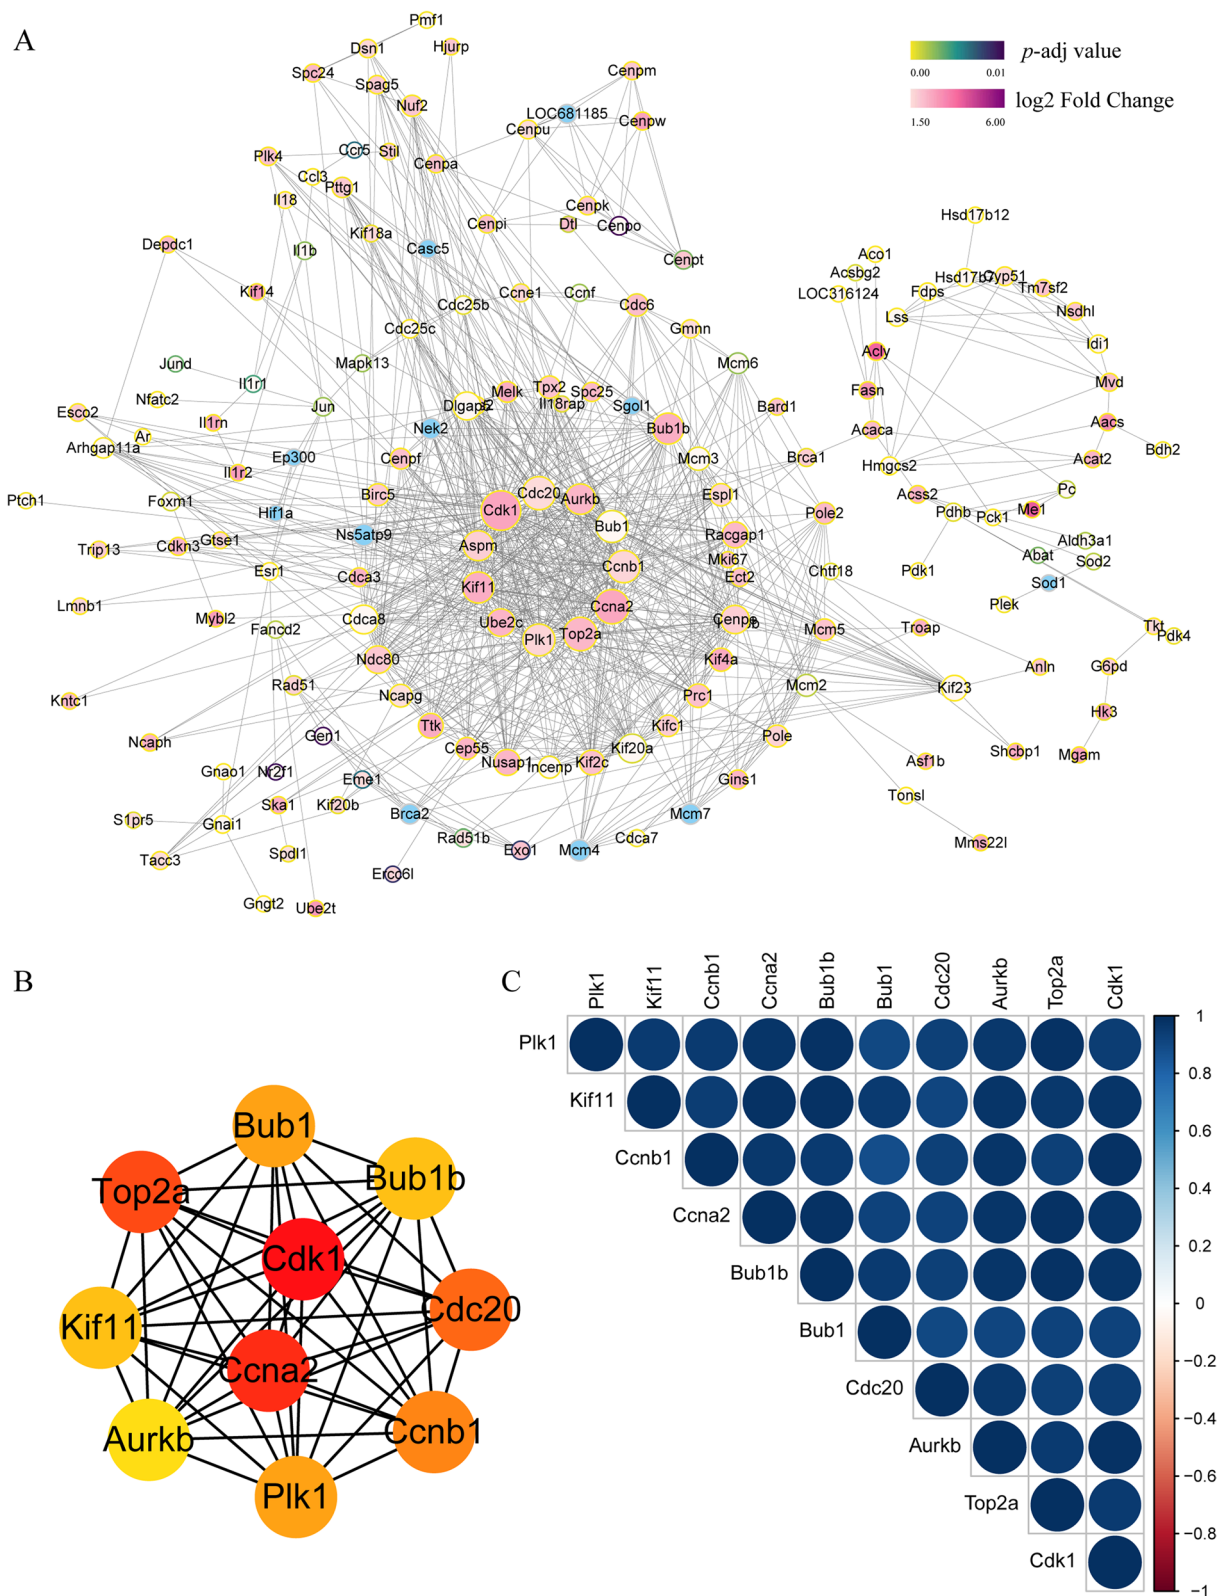 A
Pmf1
Dsn1
Hjurp
Spc24
Spag5
Nuf2
Cenpm
LOC681185
Cenpu
Cenpw
p-adj value
0.00
0.01
log2 Fold Change
1.50
6.00
Plk4
Ccr5
Stil
Cenpa
Ccl3
Pttg1
Il18
Kif18a
Il1b
Casc5
Cenpi
Cenpk
Dtl
Cenpo
Cenpt
Depdc1
Kif14
Cdc25b
Ccne1
Ccnf
Cdc6
Cdc25c
Gmnn
Hsd17b12
Aco1
Acsbg2
LOC316124
Hsd17b7
Cyp51
Fdps
Tm7sf2
Lss
Nsdhl
Idi1
Acly
Fasn
Mvd
Jund
Il1r1
Mapk13
Mcm6
Nfatc2
Jun
Melk
Tpx2
Spc25
Il18rap
Sgol1
Bard1
Esco2
Il1rn
Ar
Arhgap11a
Nek2
Bub1b
Acaca
Aacs
Bdh2
Ep300
Il1r2
Cenpf
Mcm3
Brca1
Hmgcs2
Acat2
Ptch1
Foxm1
Hif1a
Birc5
Cdc20
Aurkb
Espl1
Pole2
Acss2
Pdhb
Pck1
Me1
Pc
Cdk1
Bub1
Trip13
Cdkn3
Gtse1
Ns5atp9
Aspm
Racgap1
Mki67
Aldh3a1
Abat
Sod2
Esr1
Cdca3
Kif11
Ccnb1
Ect2
Chtf18
Pdk1
Sod1
Lmnb1
Mybl2
Cdca8
Ube2c
Ccna2
Plek
Fancd2
Plk1
Top2a
Mcm5
Troap
Tkt
Pdk4
Ndc80
Kif4a
Anln
G6pd
Kntc1
Rad51
Ncapg
Prc1
Mcm2
Kif23
Hk3
Ttk
Kifc1
Ncaph
Gen1
Cep55
Kif20a
Pole
Shcbp1
Mgam
Gnao1
Nr2f1
Eme1
Nusap1
Incenp
Kif2c
Gins1
Asf1b
S1pr5
Gnai1
Ska1
Kif20b
Brca2
Mcm7
Tonsl
Tacc3
Spdl1
Rad51b
Exo1
Mcm4
Cdca7
Mms22l
Ercc6l
Gngt2
Ube2t
B
Bub1
Bub1b
Top2a
Cdk1
Cdc20
Kif11
Ccna2
Aurkb
Ccnb1
Plk1
C
Plk1
Kif11
Ccnb1
Ccna2
Bub1b
Bub1
Cdc20
Aurkb
Top2a
Cdk1
Plk1
Kif11
Ccnb1
Ccna2
Bub1b
Bub1
Cdc20
Aurkb
Top2a
Cdk1
1
0.8
0.6
0.4
0.2
0
−0.2
−0.4
−0.6
−0.8
−1